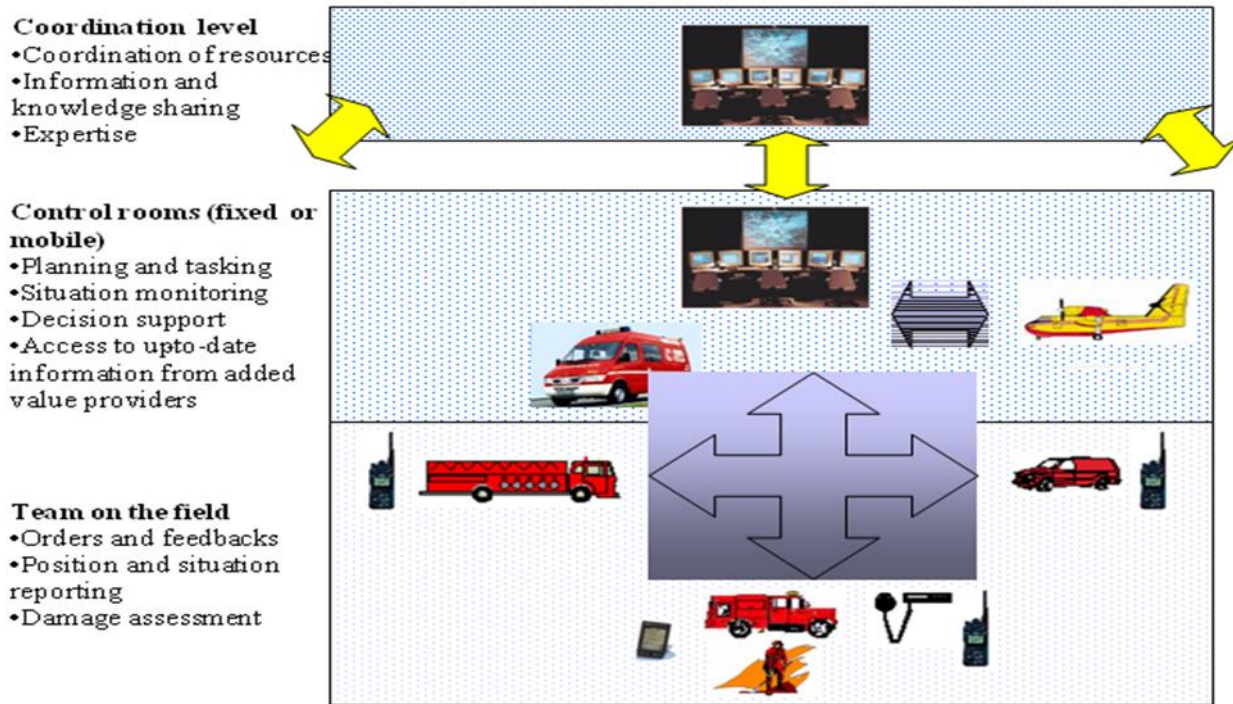 Coordination level
•Coordination of resources
•Information and
knowledge sharing
•Expertise
Control rooms (fixed or
mobile)
•Planning and tasking
•Situation monitoring
•Decision support
•Access to upto-date
information from added
value providers
Team on the field
•Orders and feedbacks
•Position and situation
reporting
•Damage assessment